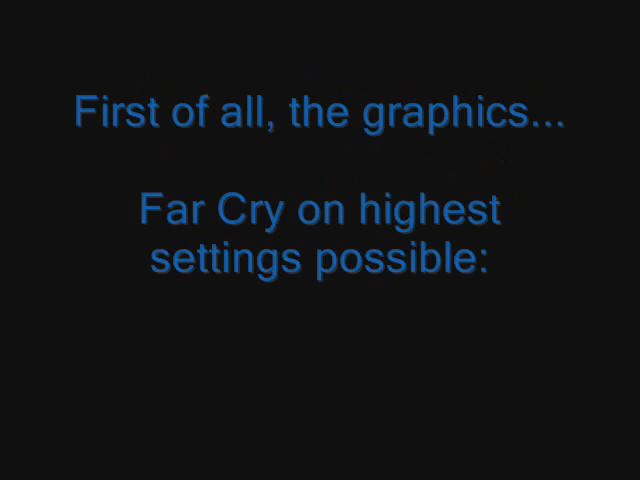 First of all, the graphics...
Far Cry on highest
settings possible: